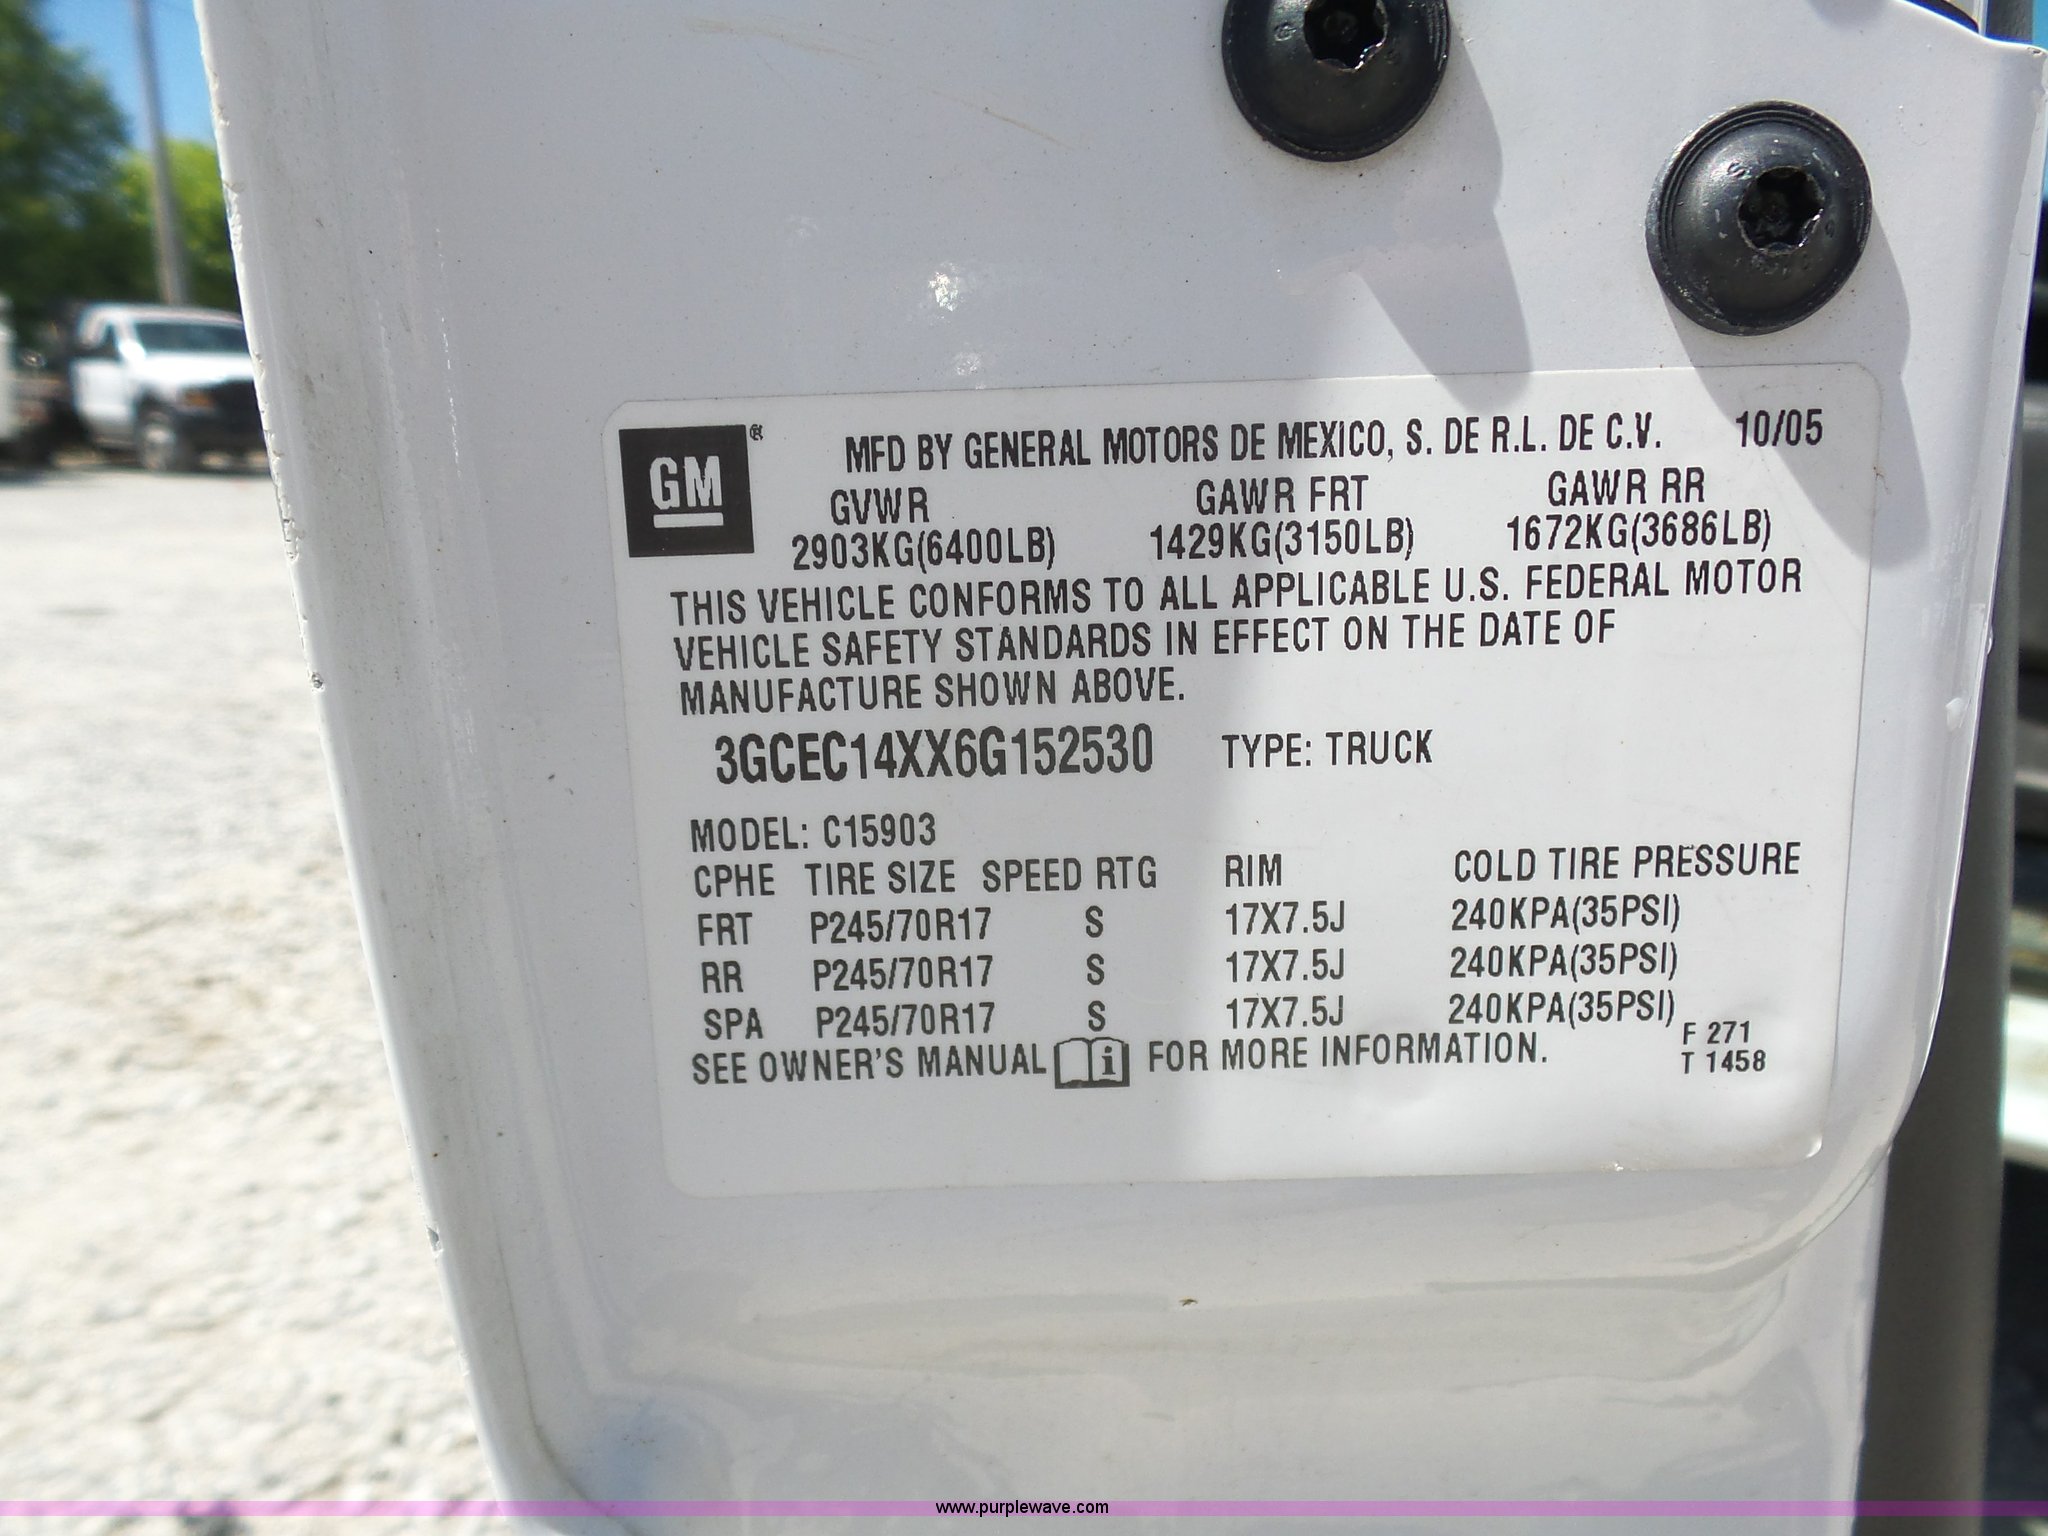 GM®
MFD BY GENERAL MOTORS DE MEXICO, S. DE R.L. DE C.V. 10/05
GVWR GAWR FRT GAWR RR
2903KG(6400LB) 1429KG(3150LB) 1672KG(3686LB)
THIS VEHICLE CONFORMS TO ALL APPLICABLE U.S. FEDERAL MOTOR
VEHICLE SAFETY STANDARDS IN EFFECT ON THE DATE OF
MANUFACTURE SHOWN ABOVE.
3GCEC14XX6G152530 TYPE: TRUCK
MODEL: C15903
CPHE TIRE SIZE SPEED RTG RIM COLD TIRE PRESSURE
FRT P245/70R17 S 17X7.5J 240KPA(35PSI)
RR P245/70R17 S 17X7.5J 240KPA(35PSI)
SPA P245/70R17 S 17X7.5J 240KPA(35PSI)
SEE OWNER'S MANUAL i FOR MORE INFORMATION.
F 271
T 1458
www.purplewave.com